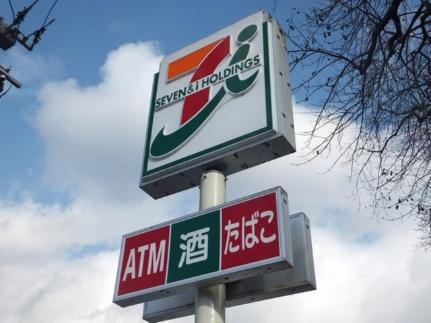 7i
SEVEN&i HOLDINGS
ATM 酒 たばこ